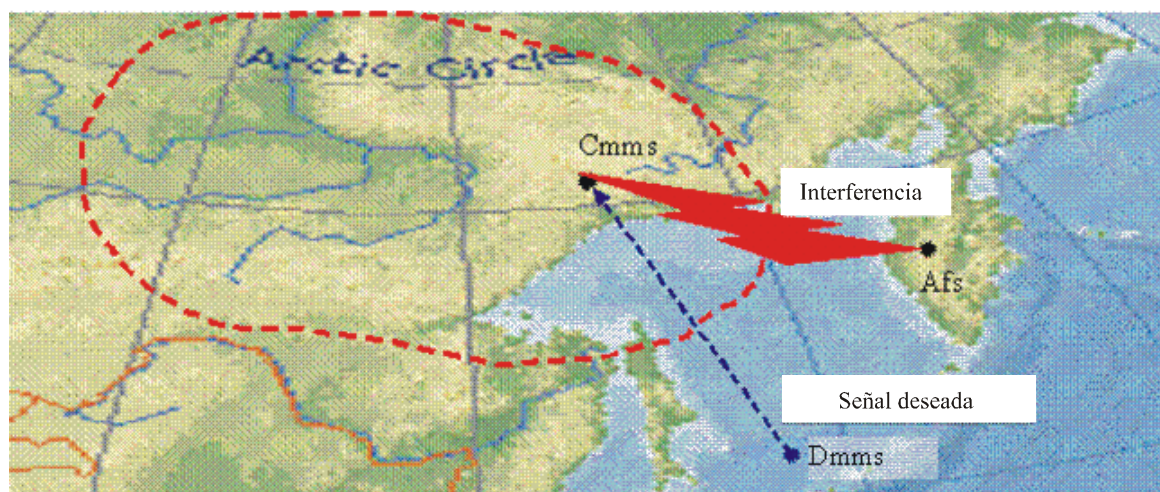 Arctic Circle
Cmms
Interferencia
Afs
Señal deseada
Dmms